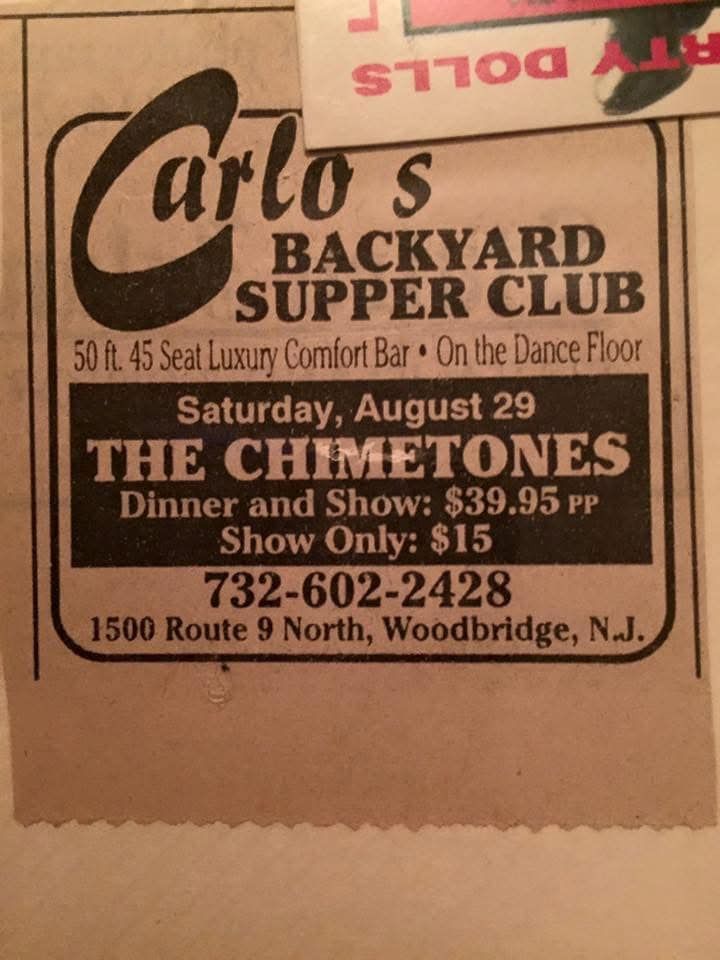 RTY DOLLS
Carlo s
BACKYARD
SUPPER CLUB
50 ft. 45 Seat Luxury Comfort Bar • On the Dance Floor
Saturday, August 29
THE CHIMETONES
Dinner and Show: $39.95 PP
Show Only: $15
732-602-2428
1500 Route 9 North, Woodbridge, N.J.